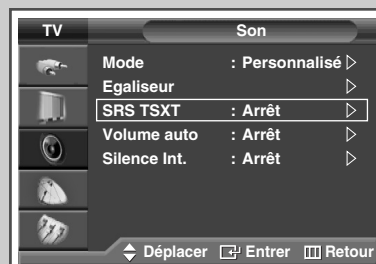 TV Son
Mode : Personnalisé
Egaliseur
SRS TSXT : Arrêt
Volume auto : Arrêt
Silence Int. : Arrêt
Déplacer Entrer Retour